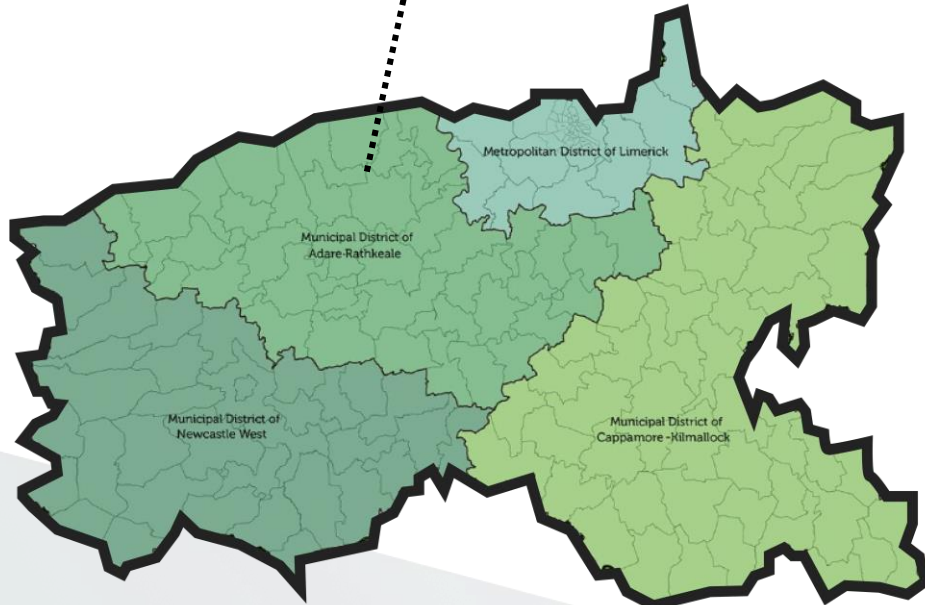 Metropolitan District of Limerick
Municipal District of
Adare-Rathkeale
Municipal District of
Newcastle West
Municipal District of
Cappamore -Kilmallock